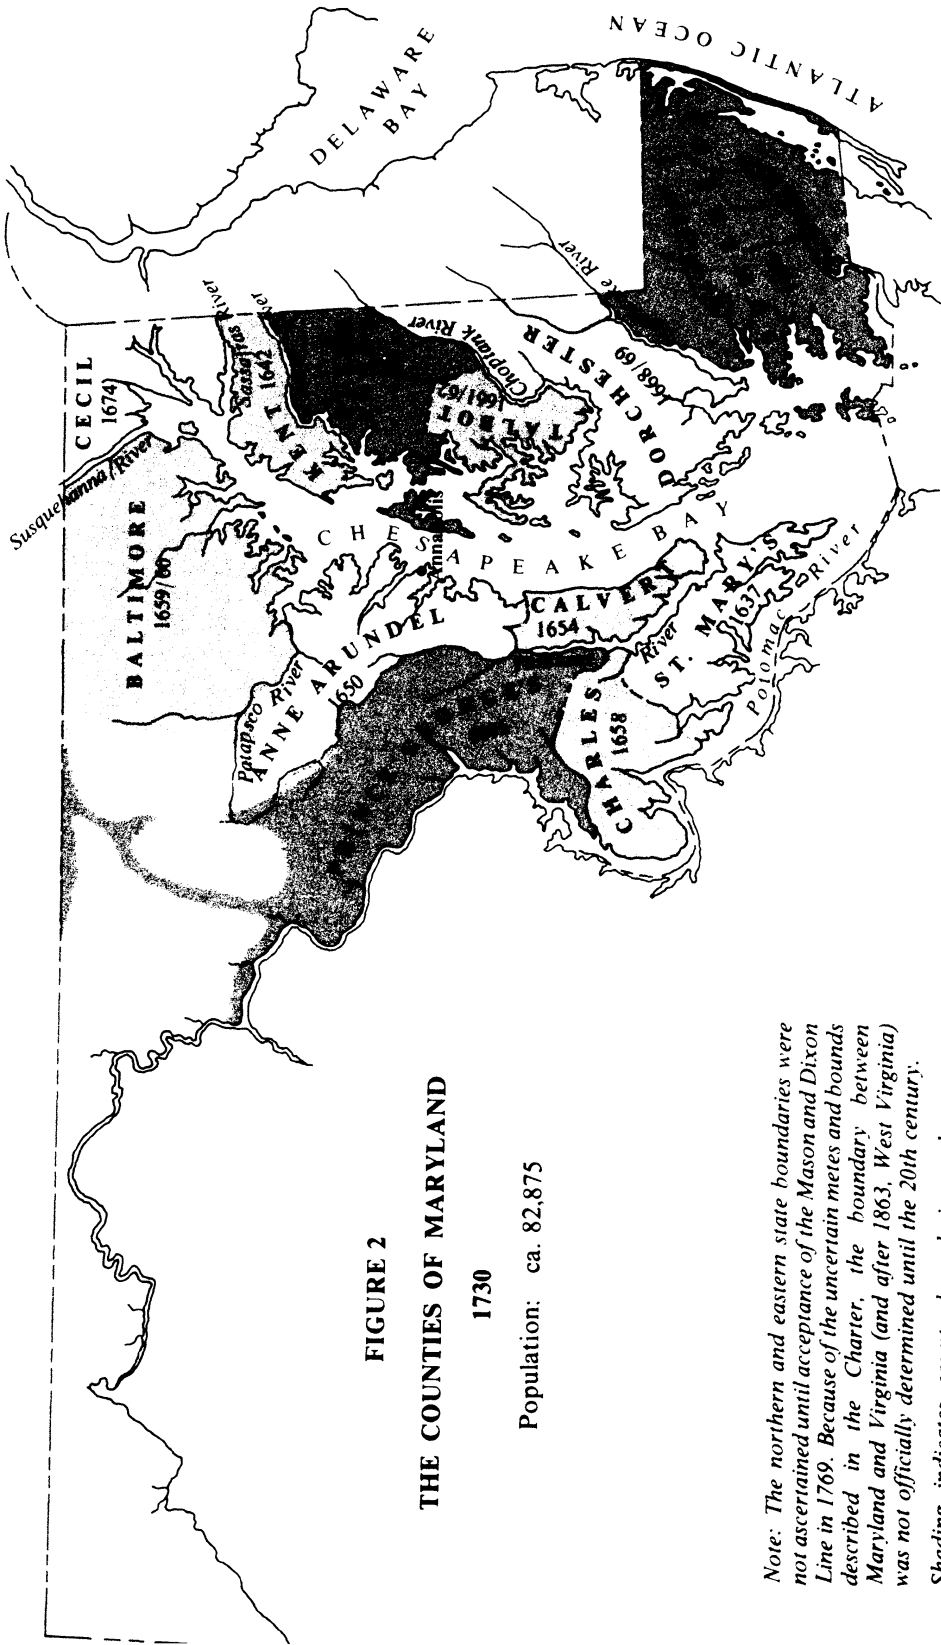 FIGURE 2
THE COUNTIES OF MARYLAND
1730
Population: ca. 82,875
Note: The northern and eastern state boundaries were
not ascertained until acceptance of the Mason and Dixon
Line in 1769. Because of the uncertain metes and bounds
described in the Charter, the boundary between
Maryland and Virginia (and after 1863, West Virginia)
was not officially determined until the 20th century.
Shading indicates
CECIL
1674
Susquehanna River
BALTIMORE
1659/60
Sassafras River
KENT
1642
Patapsco River
ANNE ARUNDEL
1650
CHESAPEAKE BAY
TALBOT
1661/62
Choptank River
DORCHESTER
1668/69
CALVERT
1654
River
ST. MARY'S
1637
CHARLES
1658
Potomac River
DELAWARE
BAY
ATLANTIC OCEAN